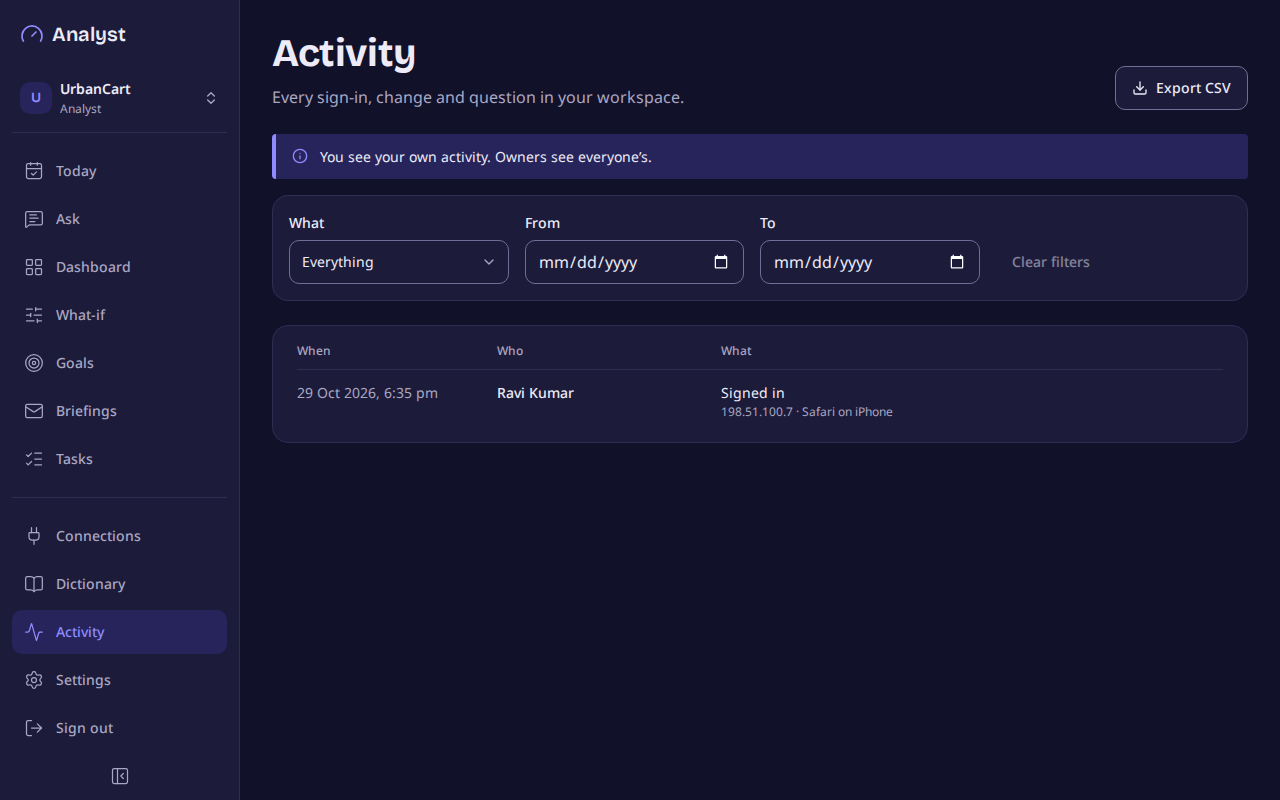 Analyst
U
UrbanCart
Analyst
Today
Ask
Dashboard
What-if
Goals
Briefings
Tasks
Connections
Dictionary
Activity
Settings
Sign out
Activity
Every sign-in, change and question in your workspace.
Export CSV
You see your own activity. Owners see everyone’s.
What From To
Everything mm/dd/yyyy mm/dd/yyyy Clear filters
When Who What
29 Oct 2026, 6:35 pm Ravi Kumar Signed in
198.51.100.7 · Safari on iPhone